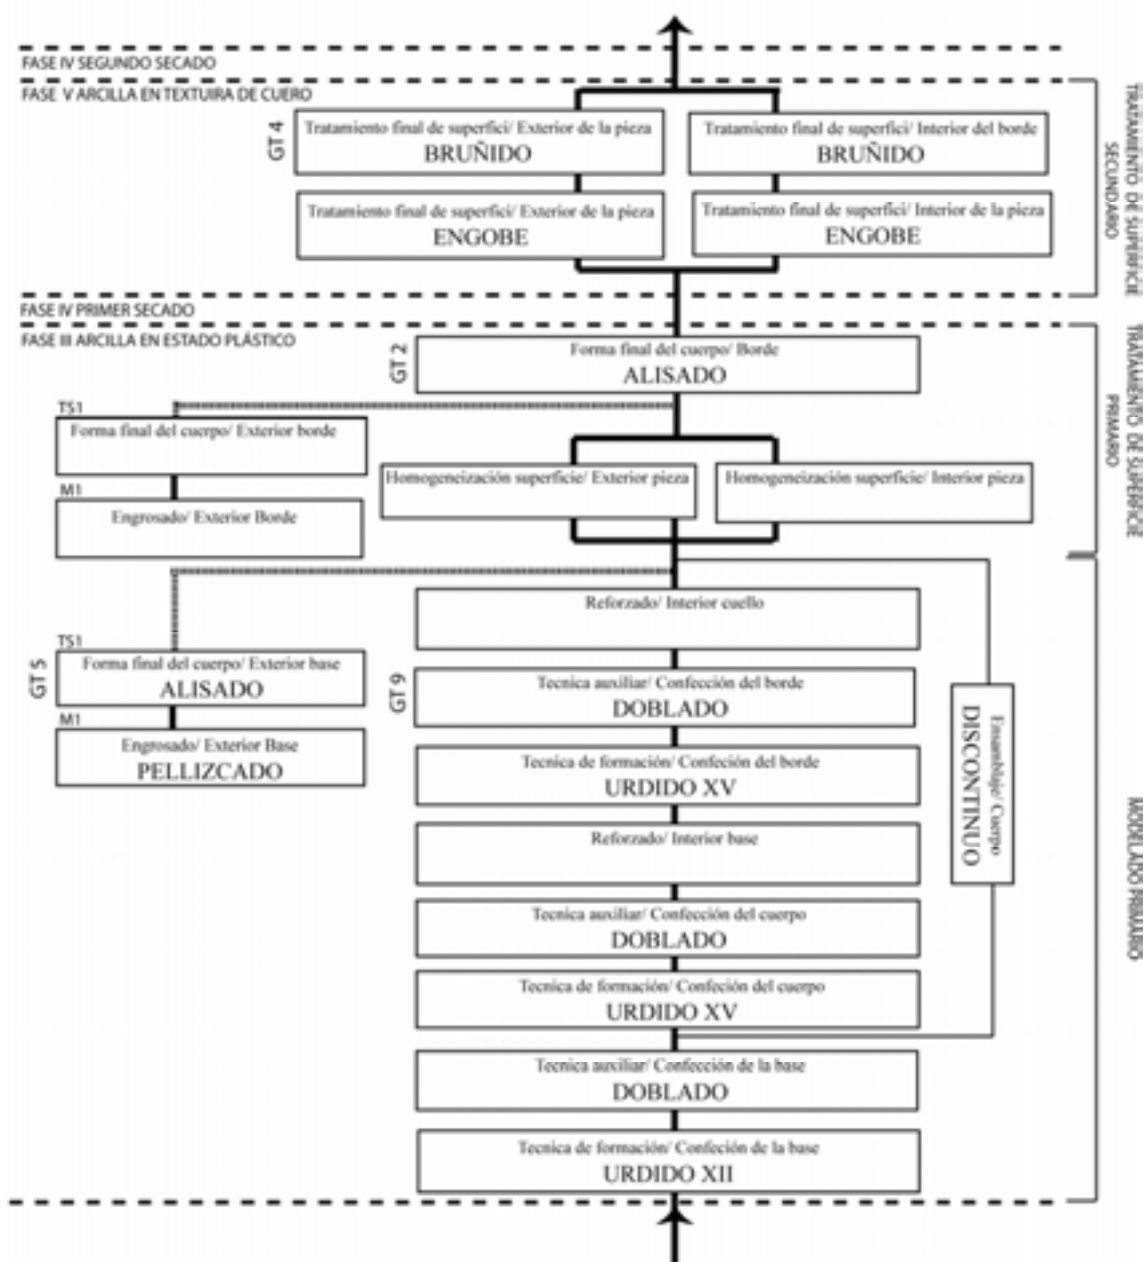 FASE IV SEGUNDO SECADO
FASE V ARCILLA EN TEXTUIRA DE CUERO
GT 4
Tratamiento final de superfici/ Exterior de la pieza
BRUÑIDO
Tratamiento final de superfici/ Interior del borde
BRUÑIDO
Tratamiento final de superfici/ Exterior de la pieza
ENGOBE
Tratamiento final de superfici/ Interior de la pieza
ENGOBE
TRATAMIENTO DE SUPERFICIE
SECUNDARIO
FASE IV PRIMER SECADO
FASE III ARCILLA EN ESTADO PLÁSTICO
GT 2
Forma final del cuerpo/ Borde
ALISADO
TS1
Forma final del cuerpo/ Exterior borde
M1
Engrosado/ Exterior Borde
Homogeneización superficie/ Exterior pieza
Homogeneización superficie/ Interior pieza
TRATAMIENTO DE SUPERFICIE
PRIMARIO
Reforzado/ Interior cuello
GT 5
TS1
Forma final del cuerpo/ Exterior base
ALISADO
M1
Engrosado/ Exterior Base
PELLIZCADO
GT 9
Tecnica auxiliar/ Confección del borde
DOBLADO
Tecnica de formación/ Confeción del borde
URDIDO XV
Reforzado/ Interior base
Tecnica auxiliar/ Confección del cuerpo
DOBLADO
Tecnica de formación/ Confeción del cuerpo
URDIDO XV
Ensamblaje/ Cuerpo
DISCONTINUO
Tecnica auxiliar/ Confección de la base
DOBLADO
Tecnica de formación/ Confeción de la base
URDIDO XII
MODELADO PRIMARIO